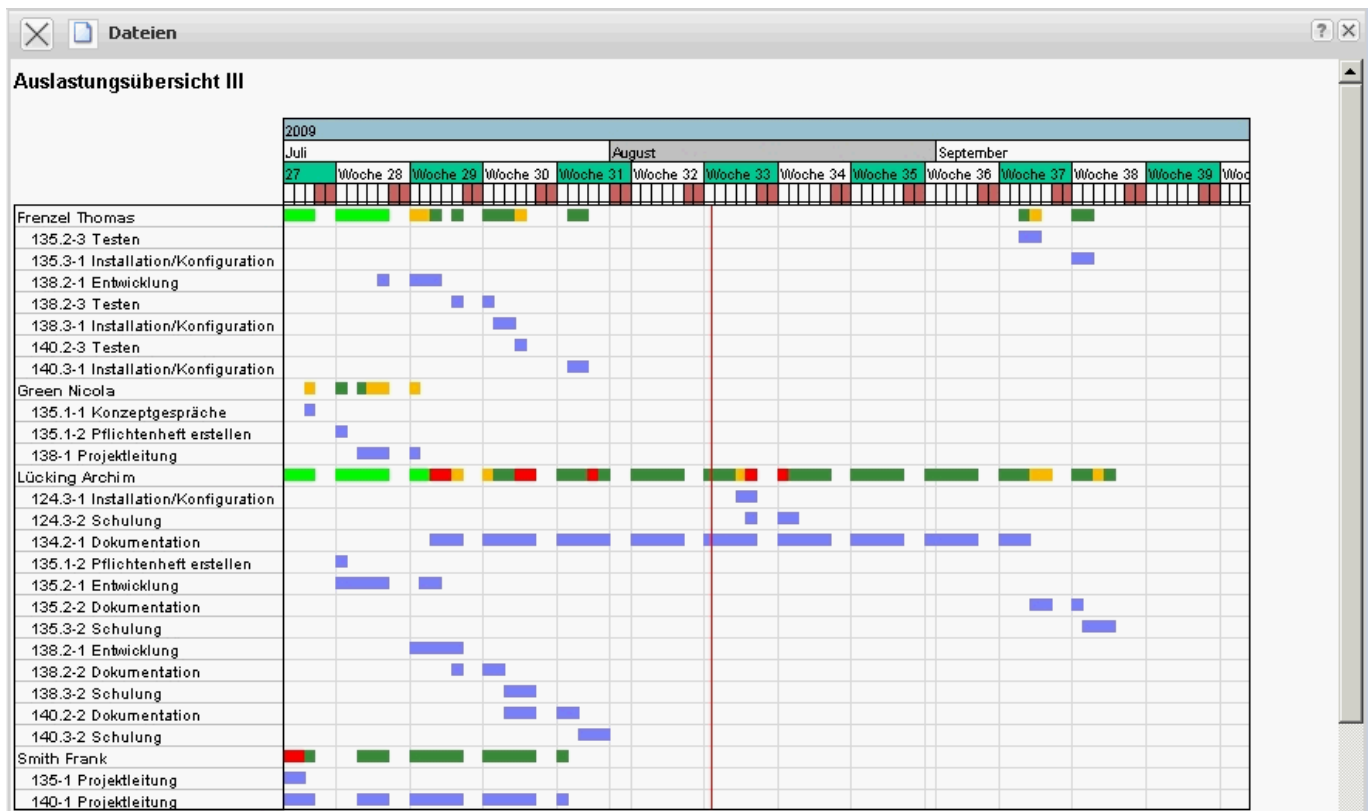 Dateien
?
Auslastungsübersicht III
2009
Juli August September
27 Woche 28 Woche 29 Woche 30 Woche 31 Woche 32 Woche 33 Woche 34 Woche 35 Woche 36 Woche 37 Woche 38 Woche 39 Woc
Frenzel Thomas
135.2-3 Testen
135.3-1 Installation/Konfiguration
138.2-1 Entwicklung
138.2-3 Testen
138.3-1 Installation/Konfiguration
140.2-3 Testen
140.3-1 Installation/Konfiguration
Green Nicola
135.1-1 Konzeptgespräche
135.1-2 Pflichtenheft erstellen
138-1 Projektleitung
Lücking Archim
124.3-1 Installation/Konfiguration
124.3-2 Schulung
134.2-1 Dokumentation
135.1-2 Pflichtenheft erstellen
135.2-1 Entwicklung
135.2-2 Dokumentation
135.3-2 Schulung
138.2-1 Entwicklung
138.2-2 Dokumentation
138.3-2 Schulung
140.2-2 Dokumentation
140.3-2 Schulung
Smith Frank
135-1 Projektleitung
140-1 Projektleitung